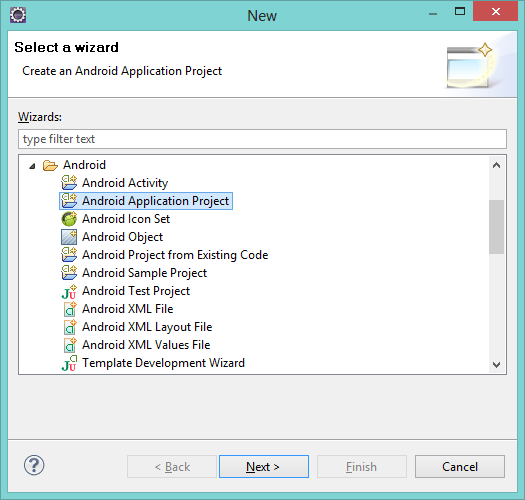 New
Select a wizard
Create an Android Application Project
Wizards:
type filter text
Android
Android Activity
Android Application Project
Android Icon Set
Android Object
Android Project from Existing Code
Android Sample Project
Android Test Project
Android XML File
Android XML Layout File
Android XML Values File
Template Development Wizard
< Back
Next >
Finish
Cancel